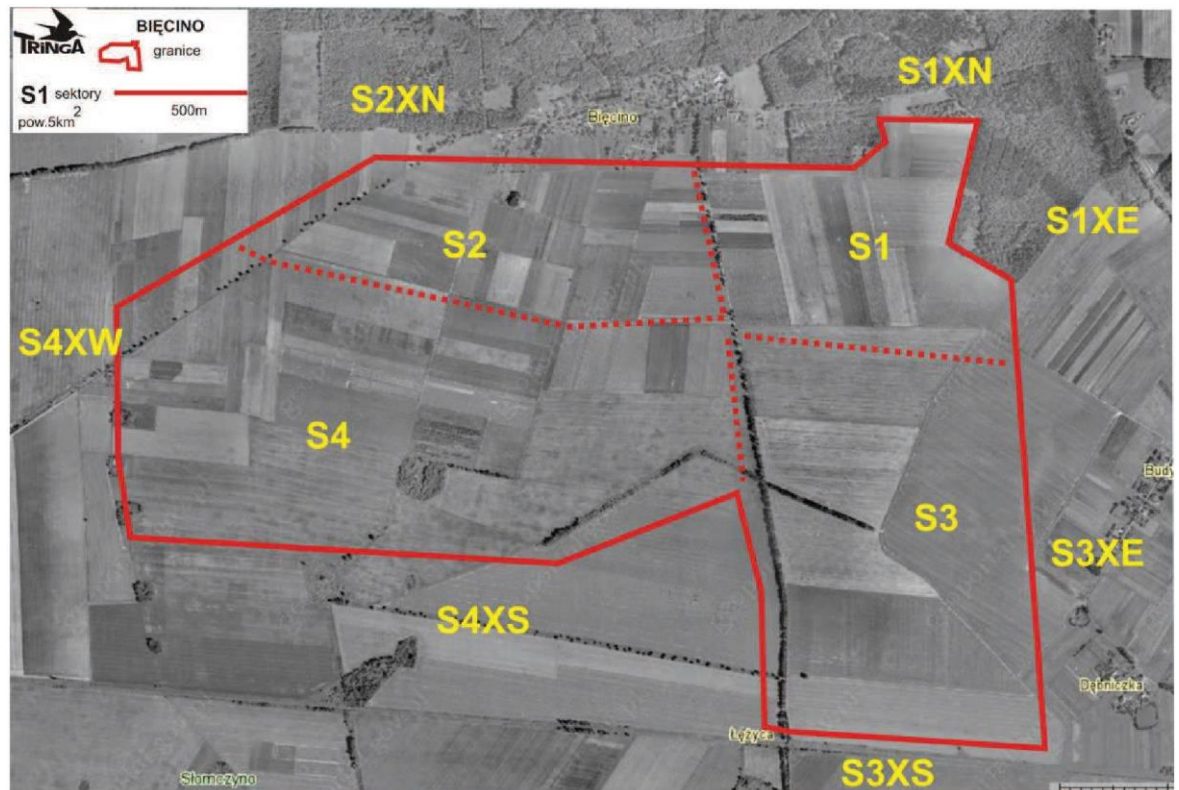 TRINGA
BIĘCINO
granice
S1 sektory
pow.5km2
500m
S2XN
S1XN
Bięcino
S1XE
S2
S1
S4XW
S4
Budy
S3
S3XE
S4XS
Dębniczka
Łężyca
S3XS
Słomczyno